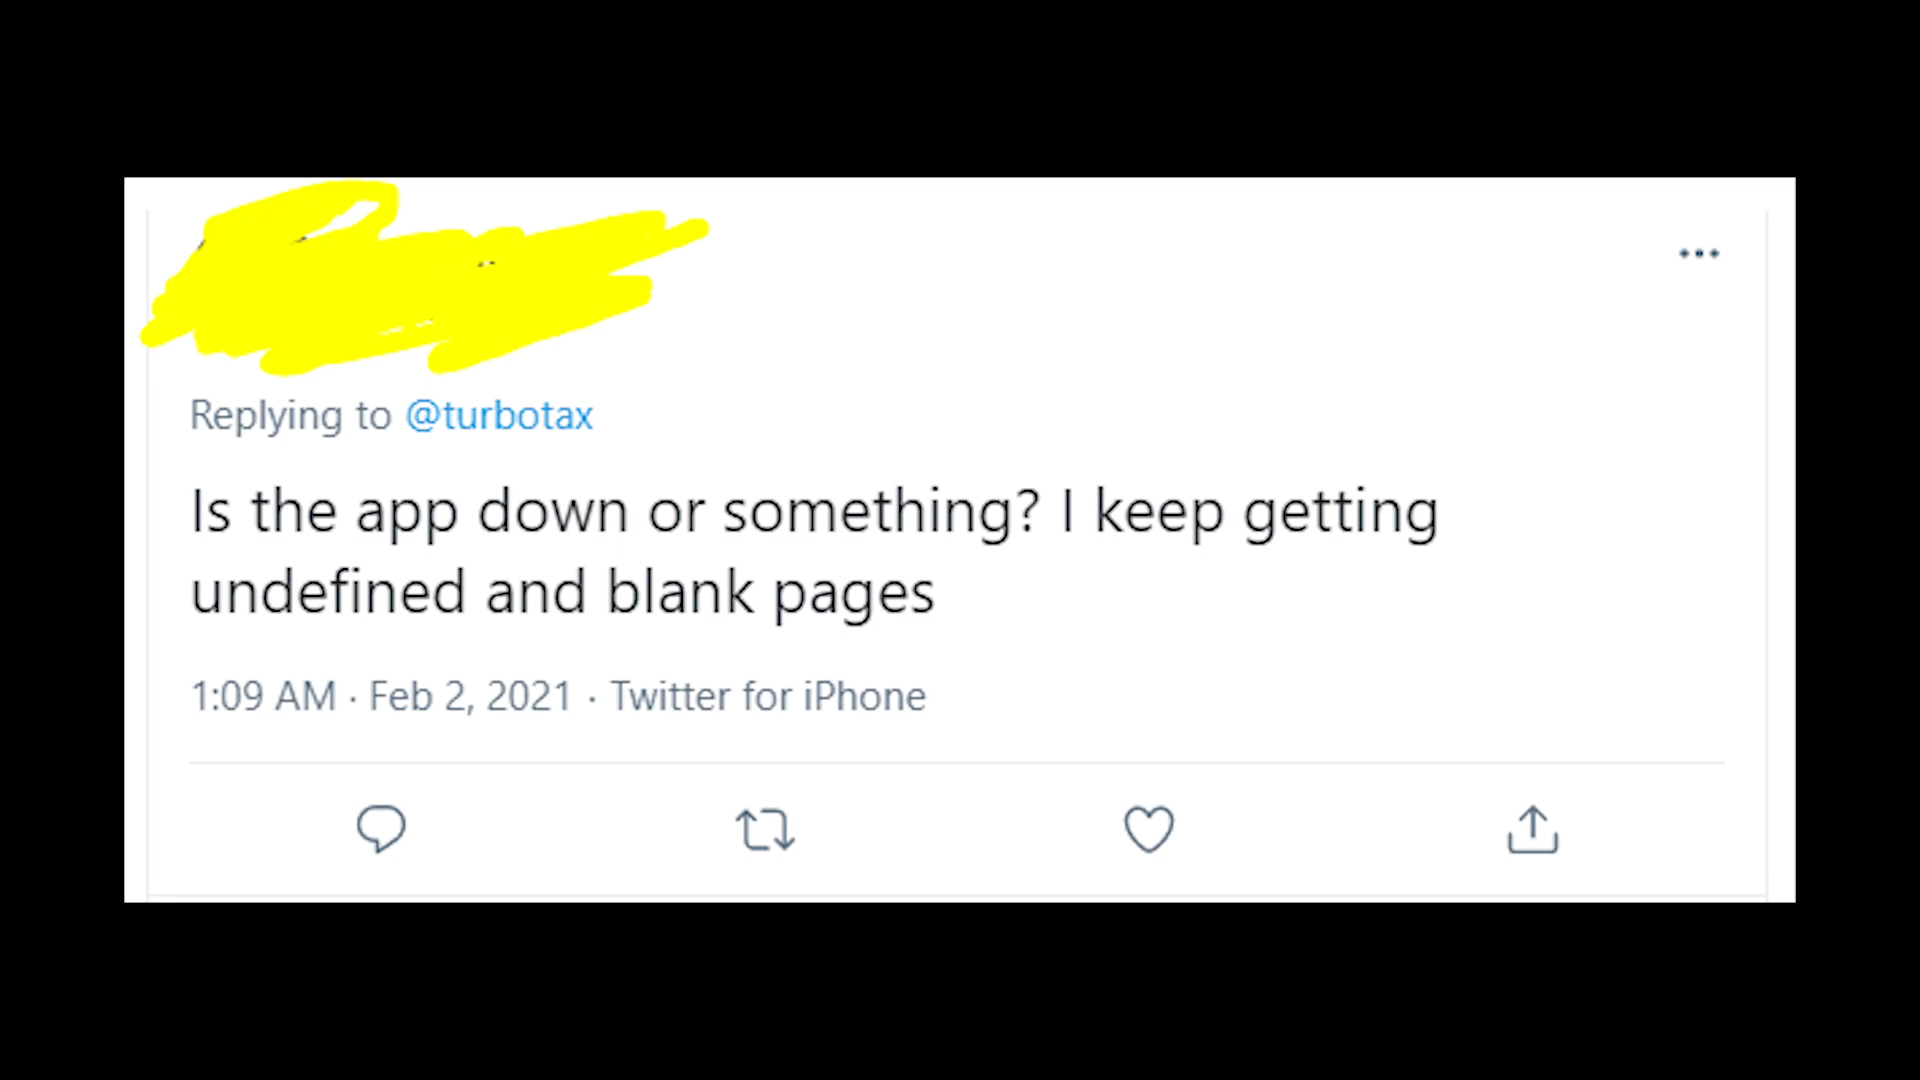 Replying to @turbotax
Is the app down or something? I keep getting
undefined and blank pages
1:09 AM · Feb 2, 2021 · Twitter for iPhone